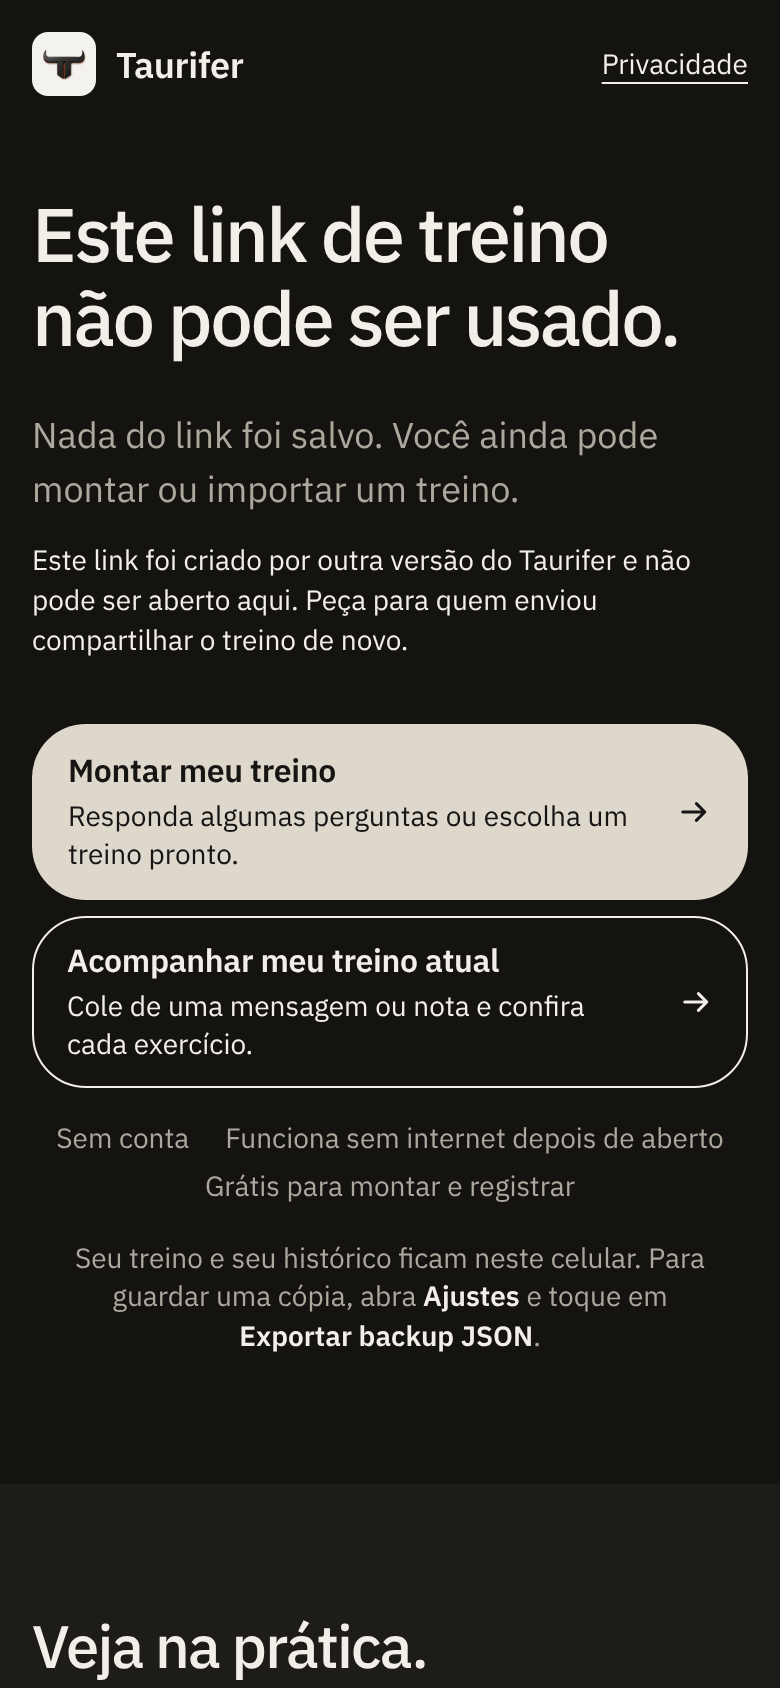 Taurifer
Privacidade
Este link de treino
não pode ser usado.
Nada do link foi salvo. Você ainda pode
montar ou importar um treino.
Este link foi criado por outra versão do Taurifer e não
pode ser aberto aqui. Peça para quem enviou
compartilhar o treino de novo.
Montar meu treino
Responda algumas perguntas ou escolha um
treino pronto.
Acompanhar meu treino atual
Cole de uma mensagem ou nota e confira
cada exercício.
Sem conta Funciona sem internet depois de aberto
Grátis para montar e registrar
Seu treino e seu histórico ficam neste celular. Para
guardar uma cópia, abra Ajustes e toque em
Exportar backup JSON.
Veja na prática.